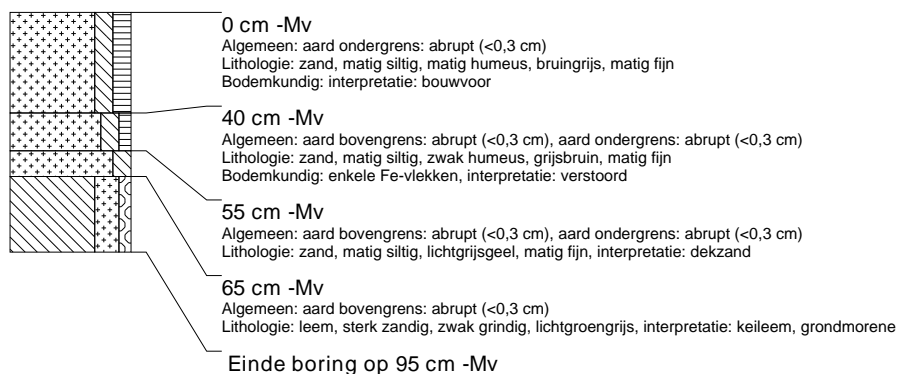 0 cm -Mv
Algemeen: aard ondergrens: abrupt (<0,3 cm)
Lithologie: zand, matig siltig, matig humeus, bruingrijs, matig fijn
Bodemkundig: interpretatie: bouwvoor
40 cm -Mv
Algemeen: aard bovengrens: abrupt (<0,3 cm), aard ondergrens: abrupt (<0,3 cm)
Lithologie: zand, matig siltig, zwak humeus, grijsbruin, matig fijn
Bodemkundig: enkele Fe-vlekken, interpretatie: verstoord
55 cm -Mv
Algemeen: aard bovengrens: abrupt (<0,3 cm), aard ondergrens: abrupt (<0,3 cm)
Lithologie: zand, matig siltig, lichtgrijsgeel, matig fijn, interpretatie: dekzand
65 cm -Mv
Algemeen: aard bovengrens: abrupt (<0,3 cm)
Lithologie: leem, sterk zandig, zwak grindig, lichtgroengrijs, interpretatie: keileem, grondmorene
Einde boring op 95 cm -Mv